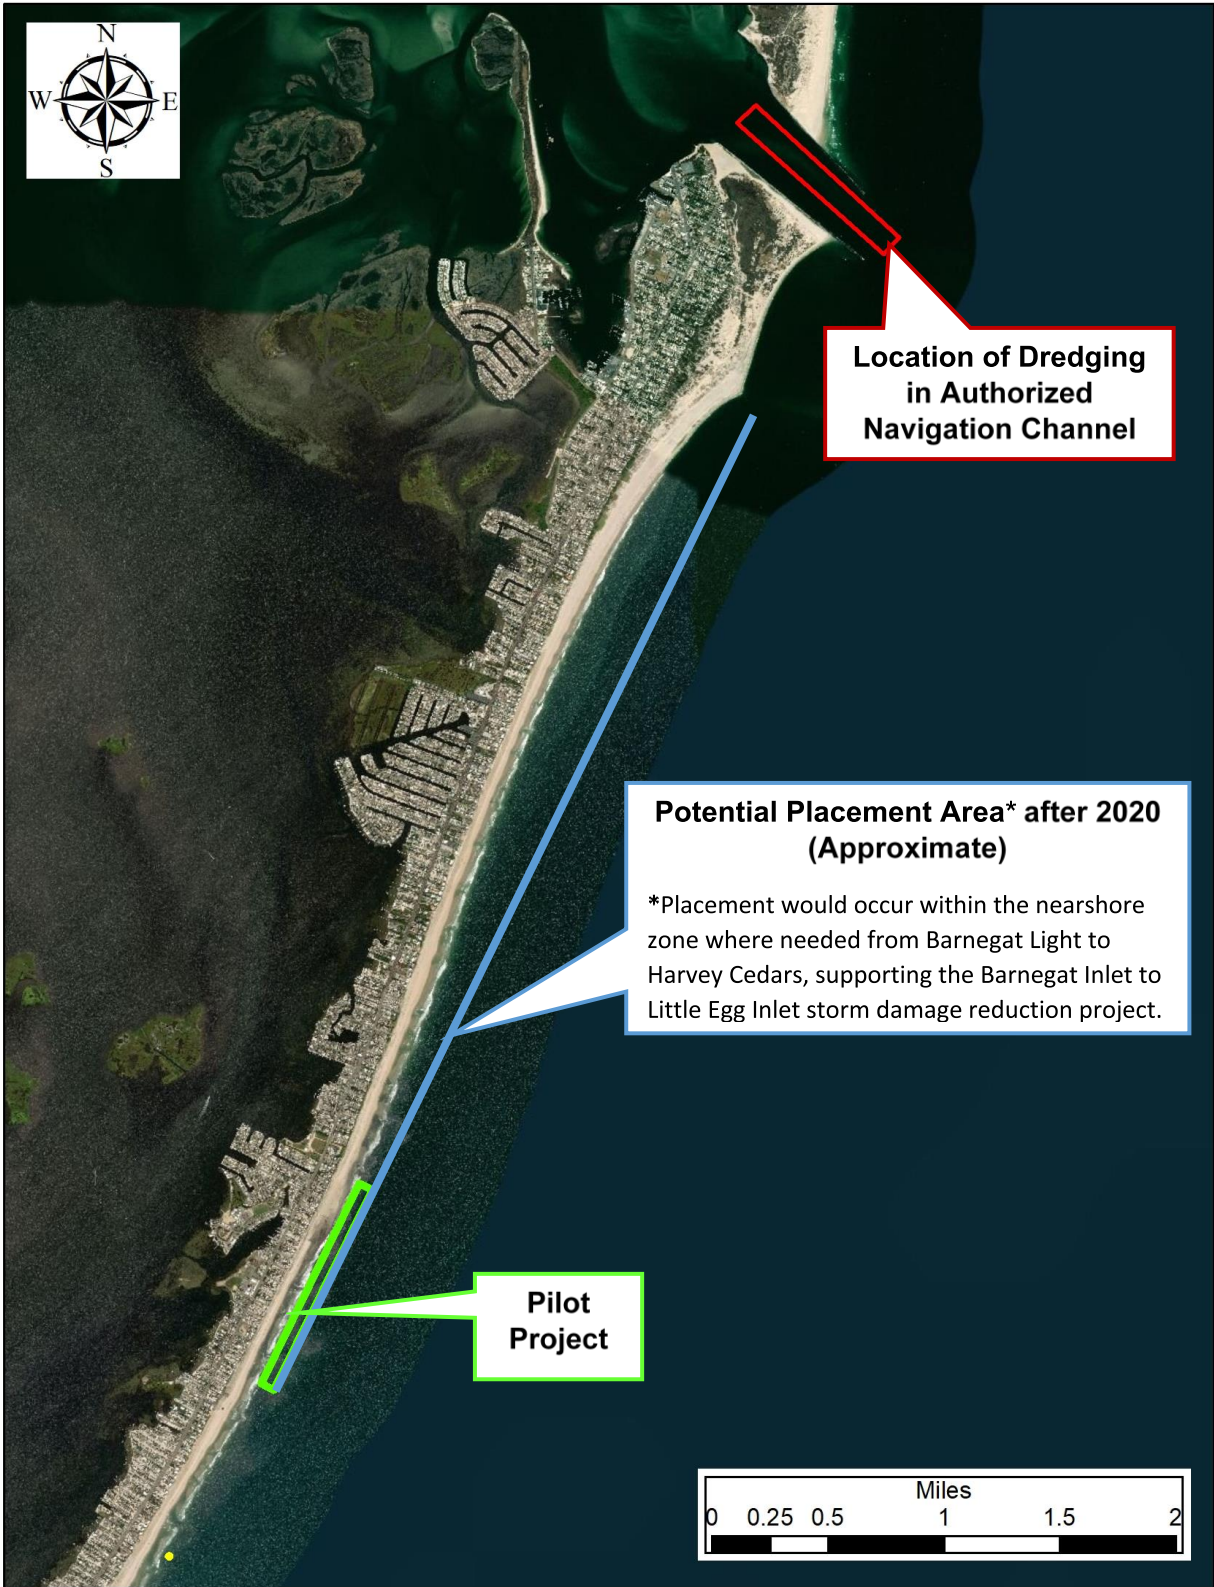 N
W E
S
Location of Dredging
in Authorized
Navigation Channel
Potential Placement Area* after 2020
(Approximate)
*Placement would occur within the nearshore
zone where needed from Barnegat Light to
Harvey Cedars, supporting the Barnegat Inlet to
Little Egg Inlet storm damage reduction project.
Pilot
Project
Miles
0 0.25 0.5 1 1.5 2